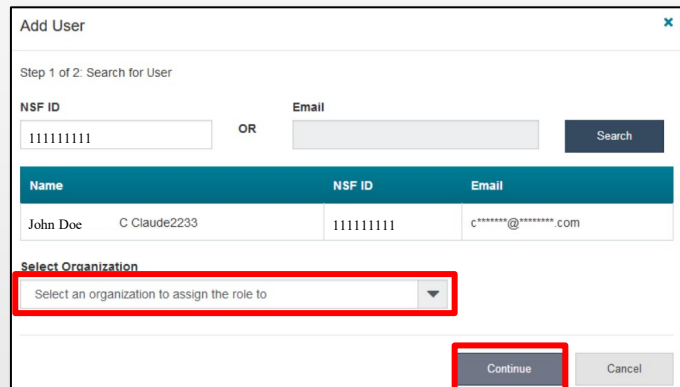 Add User ×
Step 1 of 2: Search for User
NSF ID Email
111111111 OR Search
Name NSF ID Email
John Doe C Claude2233 111111111 c*******@********.com
Select Organization
Select an organization to assign the role to
Continue Cancel